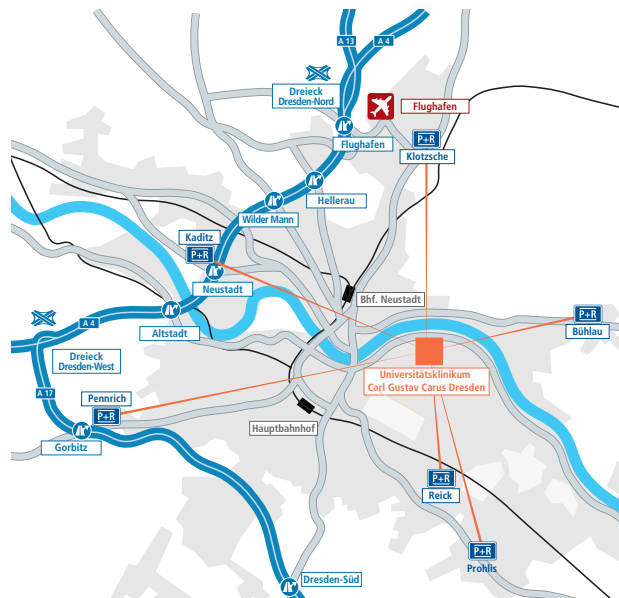 A 13
A 4
Dreieck
Dresden-Nord
Flughafen
Flughafen
P+R
Klotzsche
Hellerau
Wilder Mann
Kaditz
P+R
Neustadt
Bhf. Neustadt
Altstadt
A 4
P+R
Bühlau
Dreieck
Dresden-West
Universitätsklinikum
Carl Gustav Carus Dresden
A 17
Pennrich
P+R
Gorbitz
Hauptbahnhof
P+R
Reick
P+R
Prohlis
Dresden-Süd